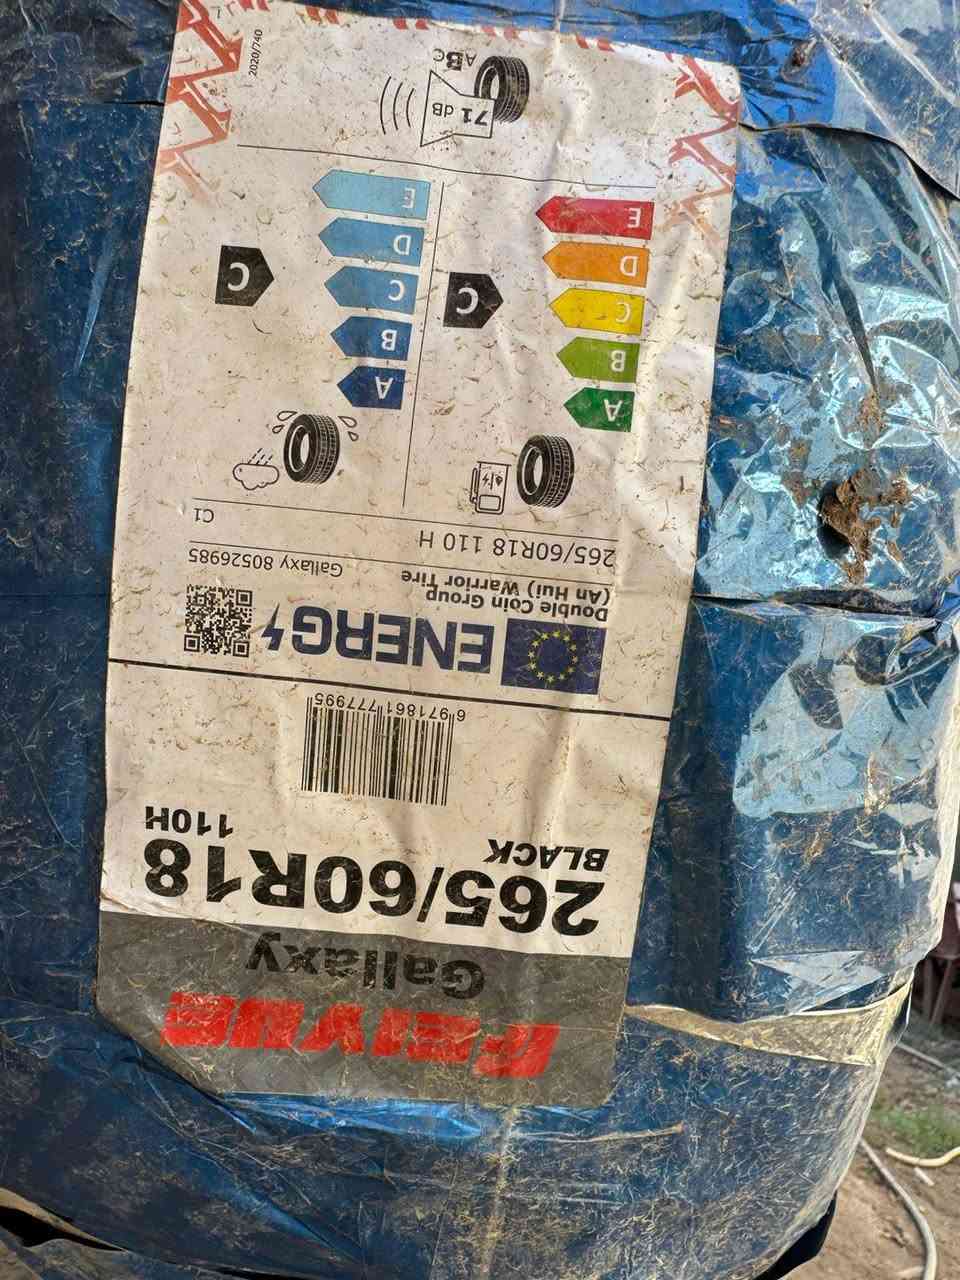 FEIYUE
Gallaxy
265/60R18
BLACK
110H
6 971861 777995
ENERG
Double Coin Group
(An Hui) Warrior Tire
Gallaxy 80526985
265/60R18 110 H
C1
A
B
C
D
E
C
A
B
C
D
E
C
71 dB
ABC
2020/740